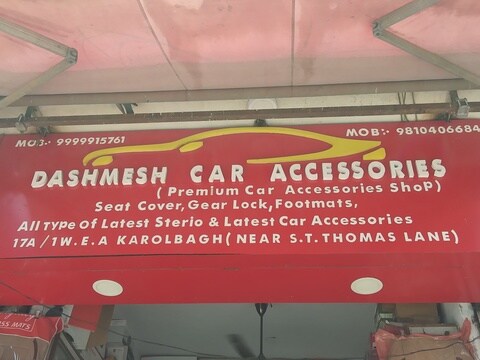 MOB:- 9999915761
MOB:- 9810406684
DASHMESH CAR ACCESSORIES
(Premium Car Accessories ShoP)
Seat Cover,Gear Lock,Footmats,
All Type of Latest Sterio & Latest Car Accessories
17A/1W.E.A KAROLBAGH(NEAR S.T.THOMAS LANE)
MATS